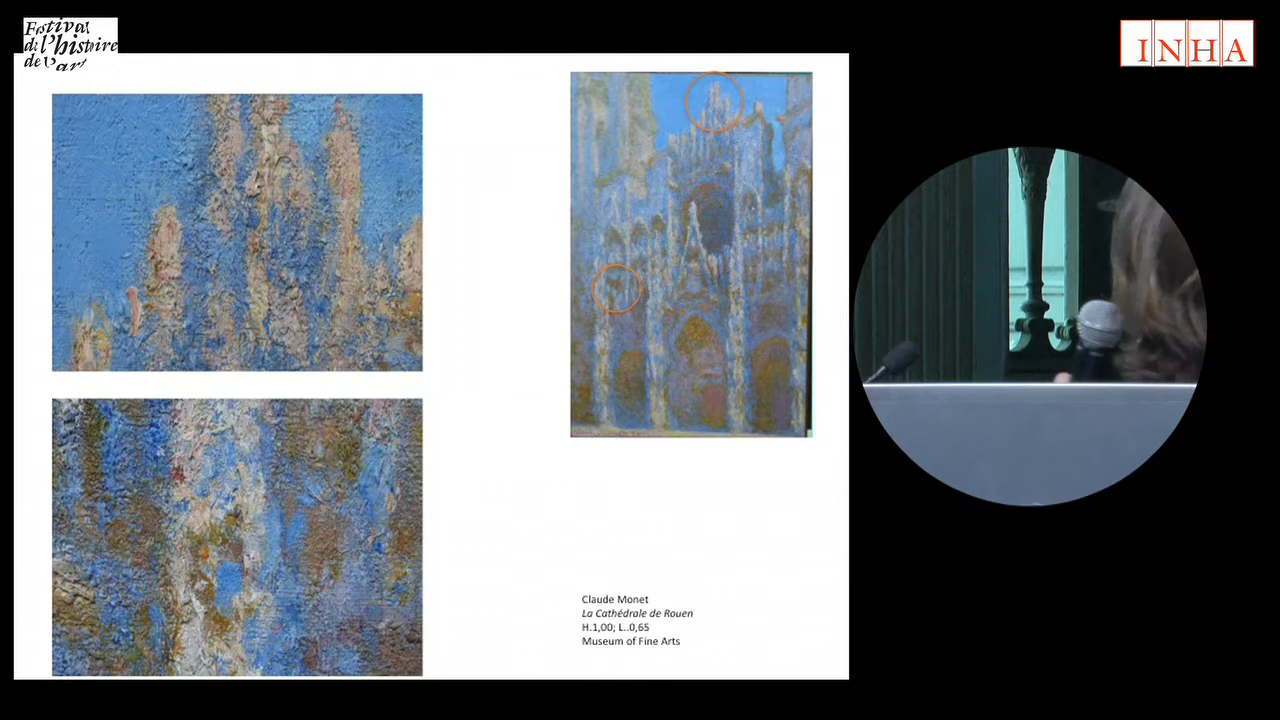 Festival
de l'histoire
de l'art
INHA
Claude Monet
La Cathédrale de Rouen
H.1,00; L..0,65
Museum of Fine Arts